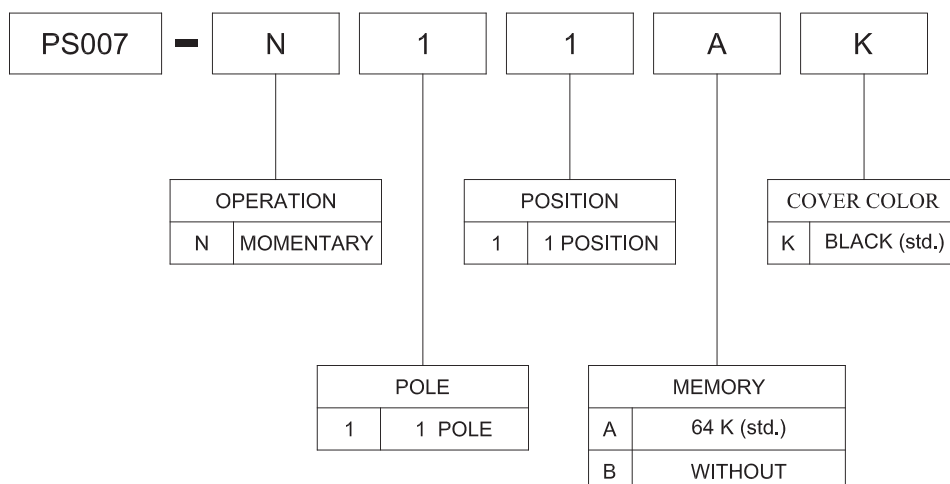 PS007 - N 1 1 A K
OPERATION
N MOMENTARY
POSITION
1 1 POSITION
COVER COLOR
K BLACK (std.)
POLE
1 1 POLE
MEMORY
A 64 K (std.)
B WITHOUT